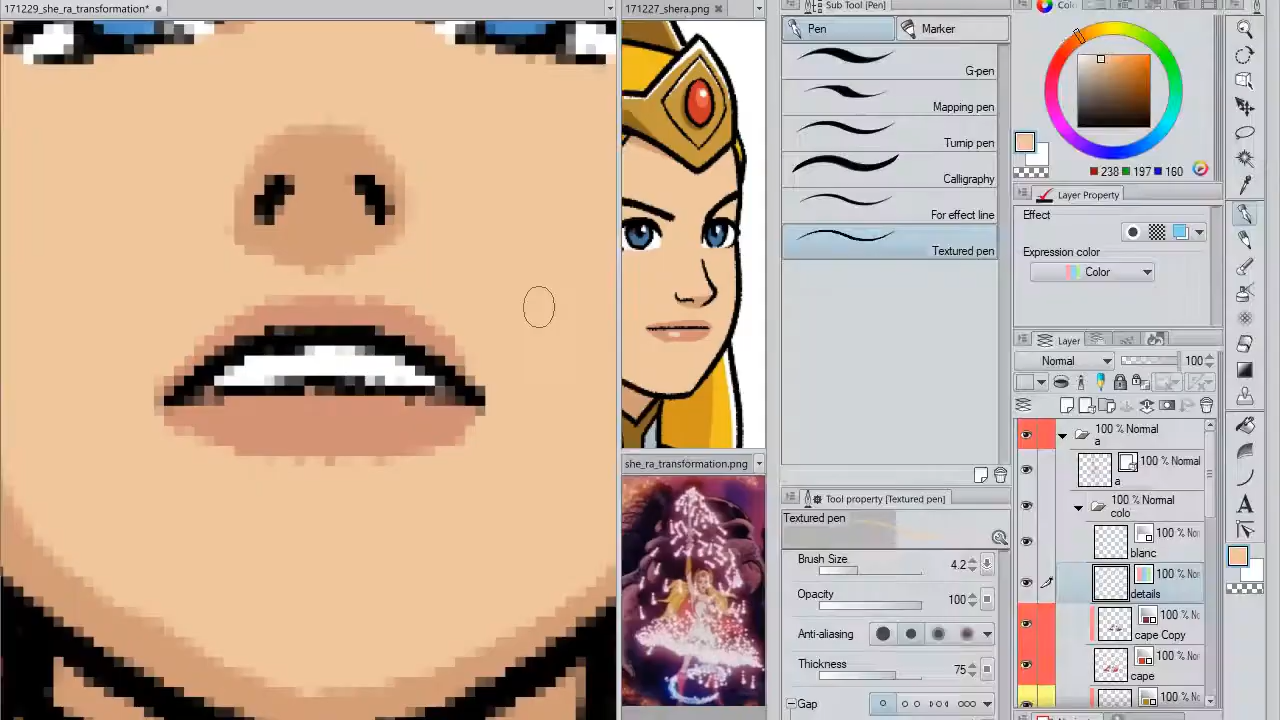 171229_she_ra_transformation*
171227_shera.png
Sub Tool [Pen]
Pen
Marker
G-pen
Mapping pen
Turnip pen
Calligraphy
For effect line
Textured pen
she_ra_transformation.png
Tool property [Textured pen]
Textured pen
Brush Size
4.2
Opacity
100
Anti-aliasing
Thickness
75
Gap
238
197
160
Layer Property
Effect
Expression color
Color
Layer
Normal
100
100 % Normal
a
100 % Normal
a
100 % Normal
colo
100 %
blanc
100 %
details
100 %
cape copy
100 %
cape
100 %